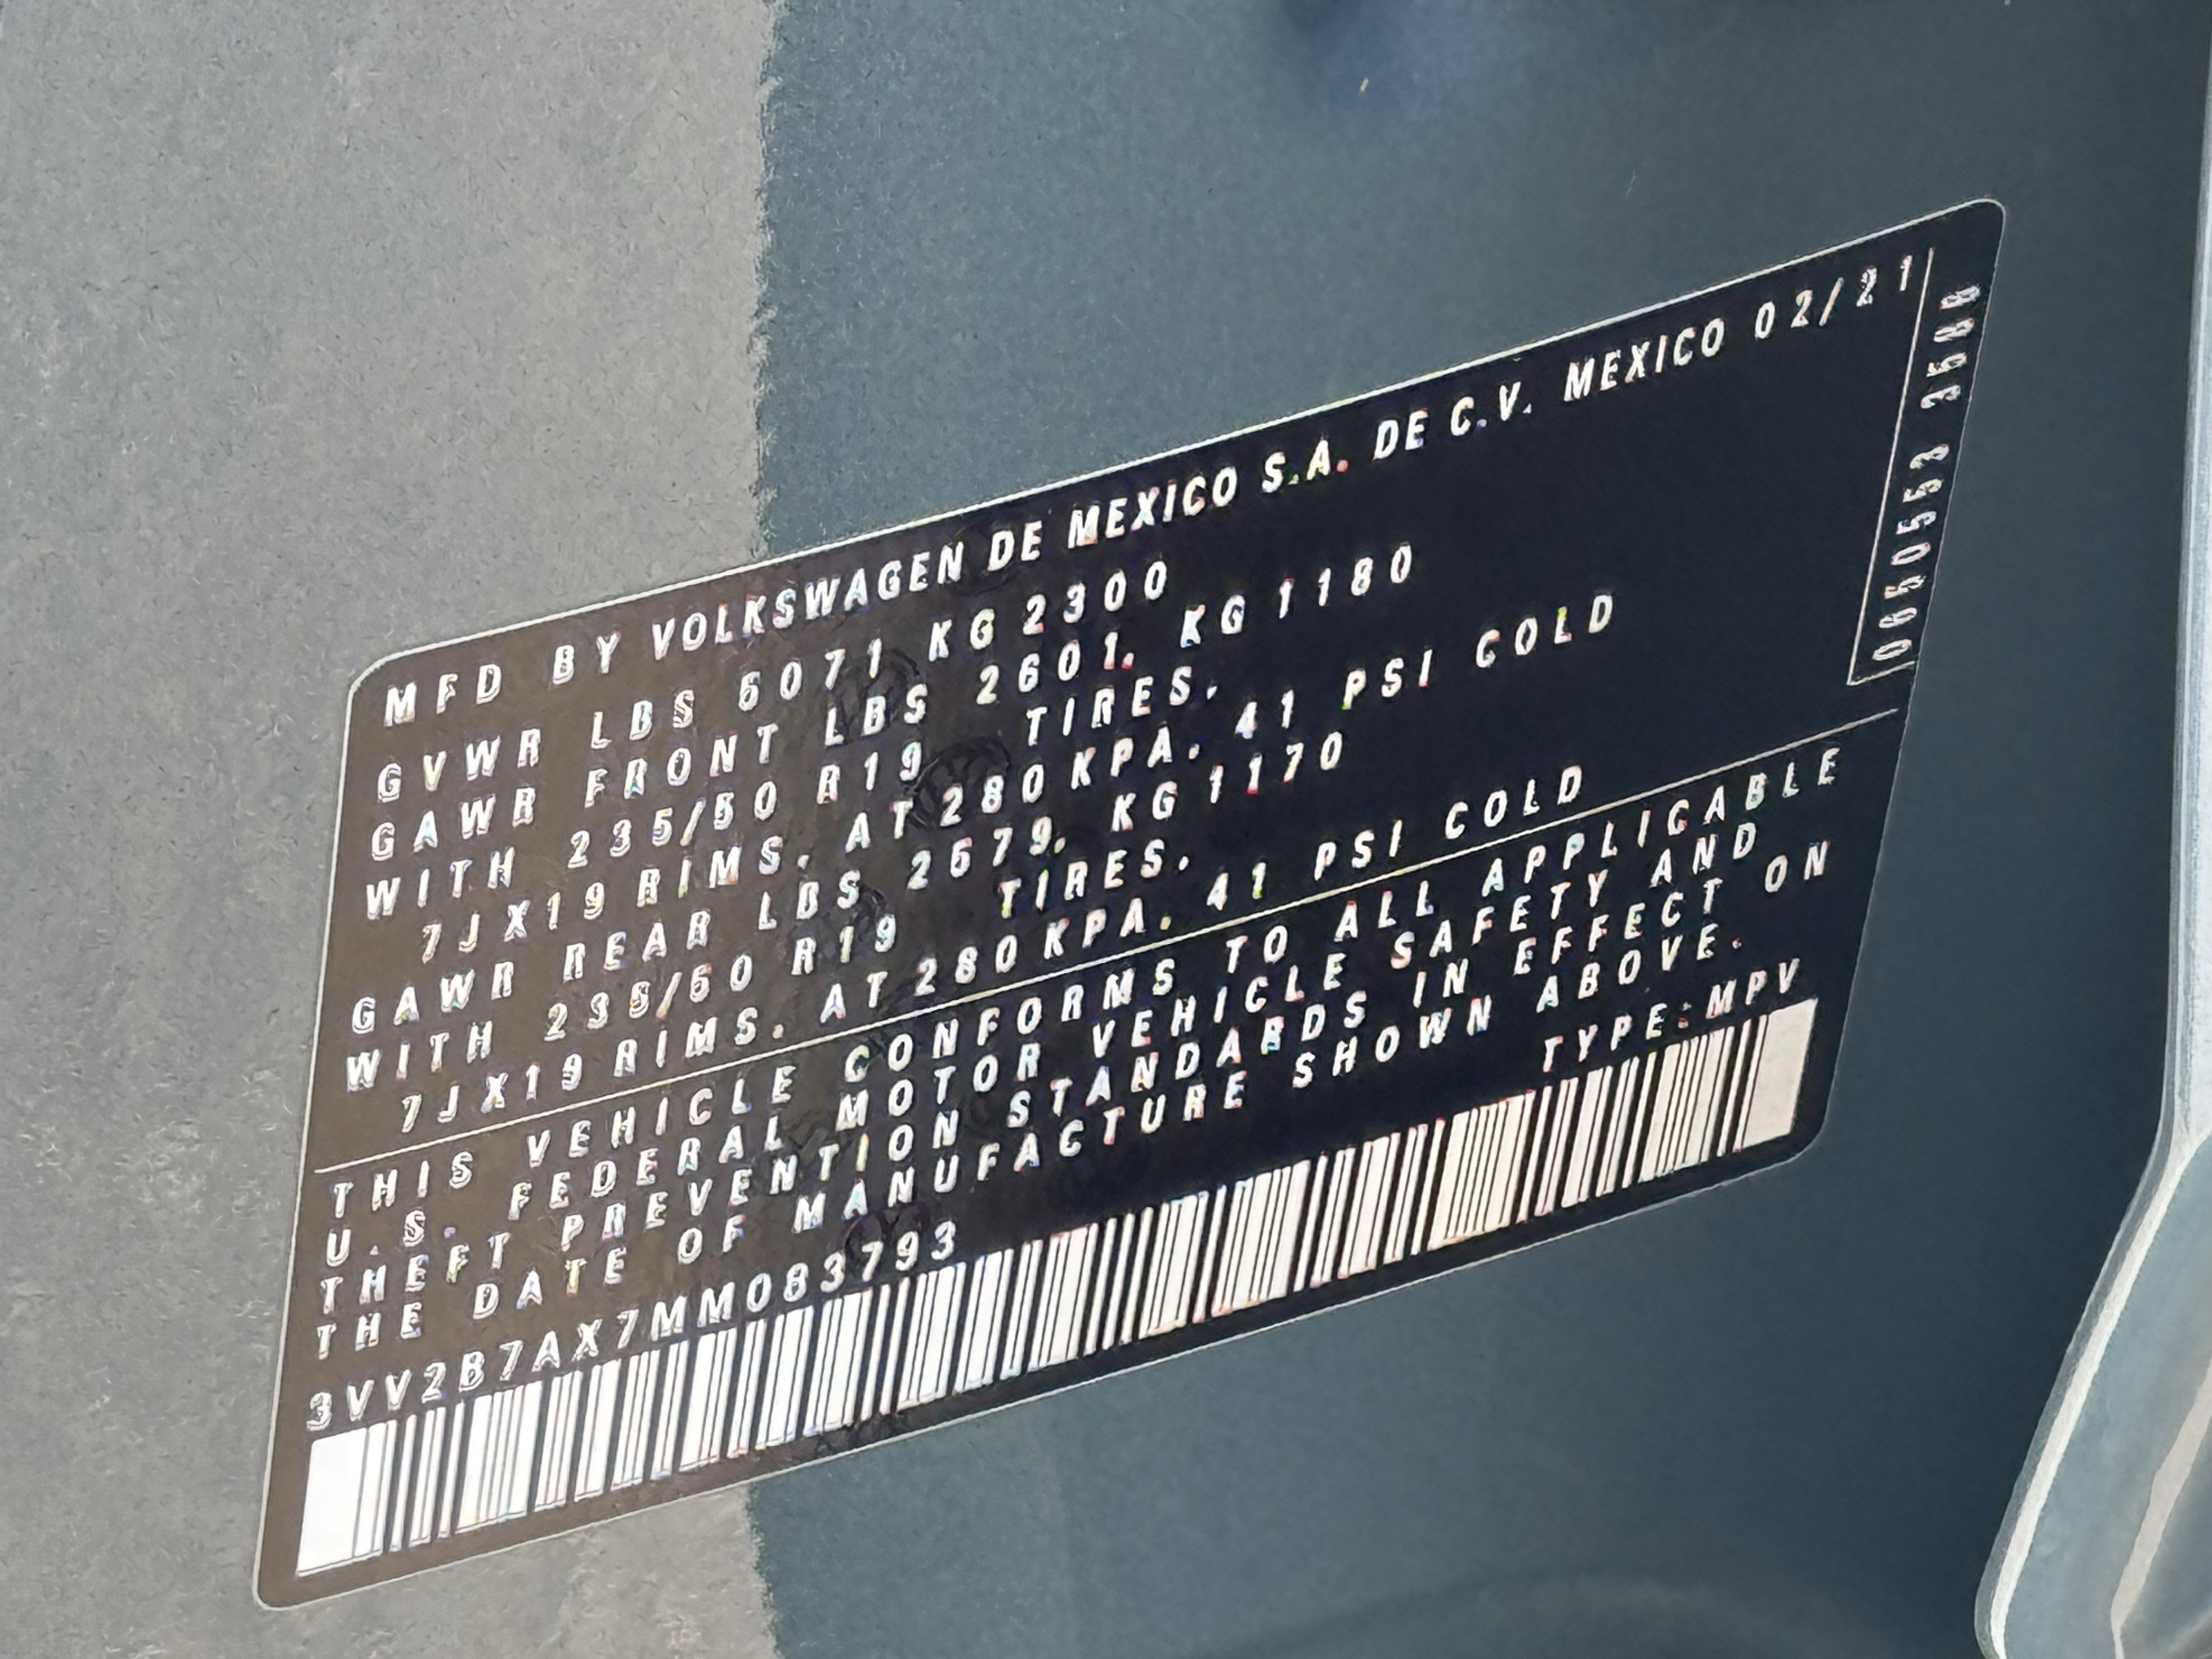 MFD BY VOLKSWAGEN DE MEXICO S.A. DE C.V. MEXICO 02/21
GVWR LBS 5071 KG 2300
GAWR FRONT LBS 2601. KG 1180
WITH 235/50 R19 TIRES.
7JX19 RIMS. AT 280 KPA. 41 PSI COLD
GAWR REAR LBS 2579. KG 1170
WITH 235/50 R19 TIRES.
7JX19 RIMS. AT 280 KPA. 41 PSI COLD
THIS VEHICLE CONFORMS TO ALL APPLICABLE
U.S. FEDERAL MOTOR VEHICLE SAFETY AND
THEFT PREVENTION STANDARDS IN EFFECT ON
THE DATE OF MANUFACTURE SHOWN ABOVE.
3VV2B7AX7MM083793 TYPE:MPV